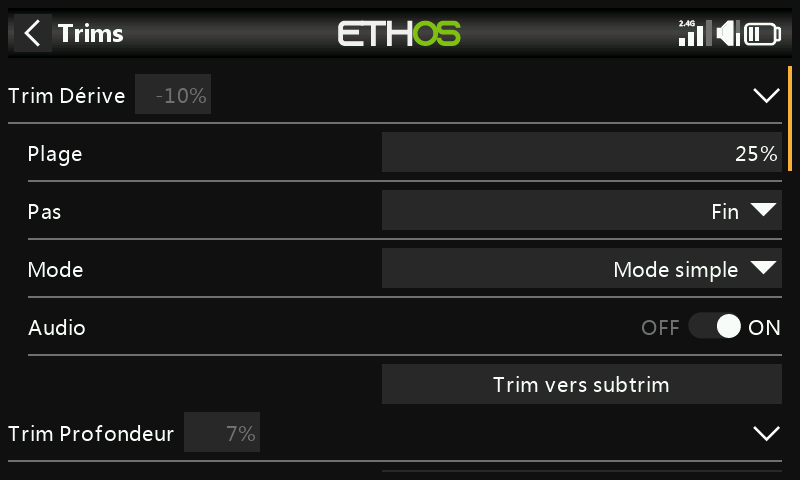 Trims
ETHOS
2.4G
Trim Dérive -10%
Plage 25%
Pas Fin
Mode Mode simple
Audio OFF ON
Trim vers subtrim
Trim Profondeur 7%